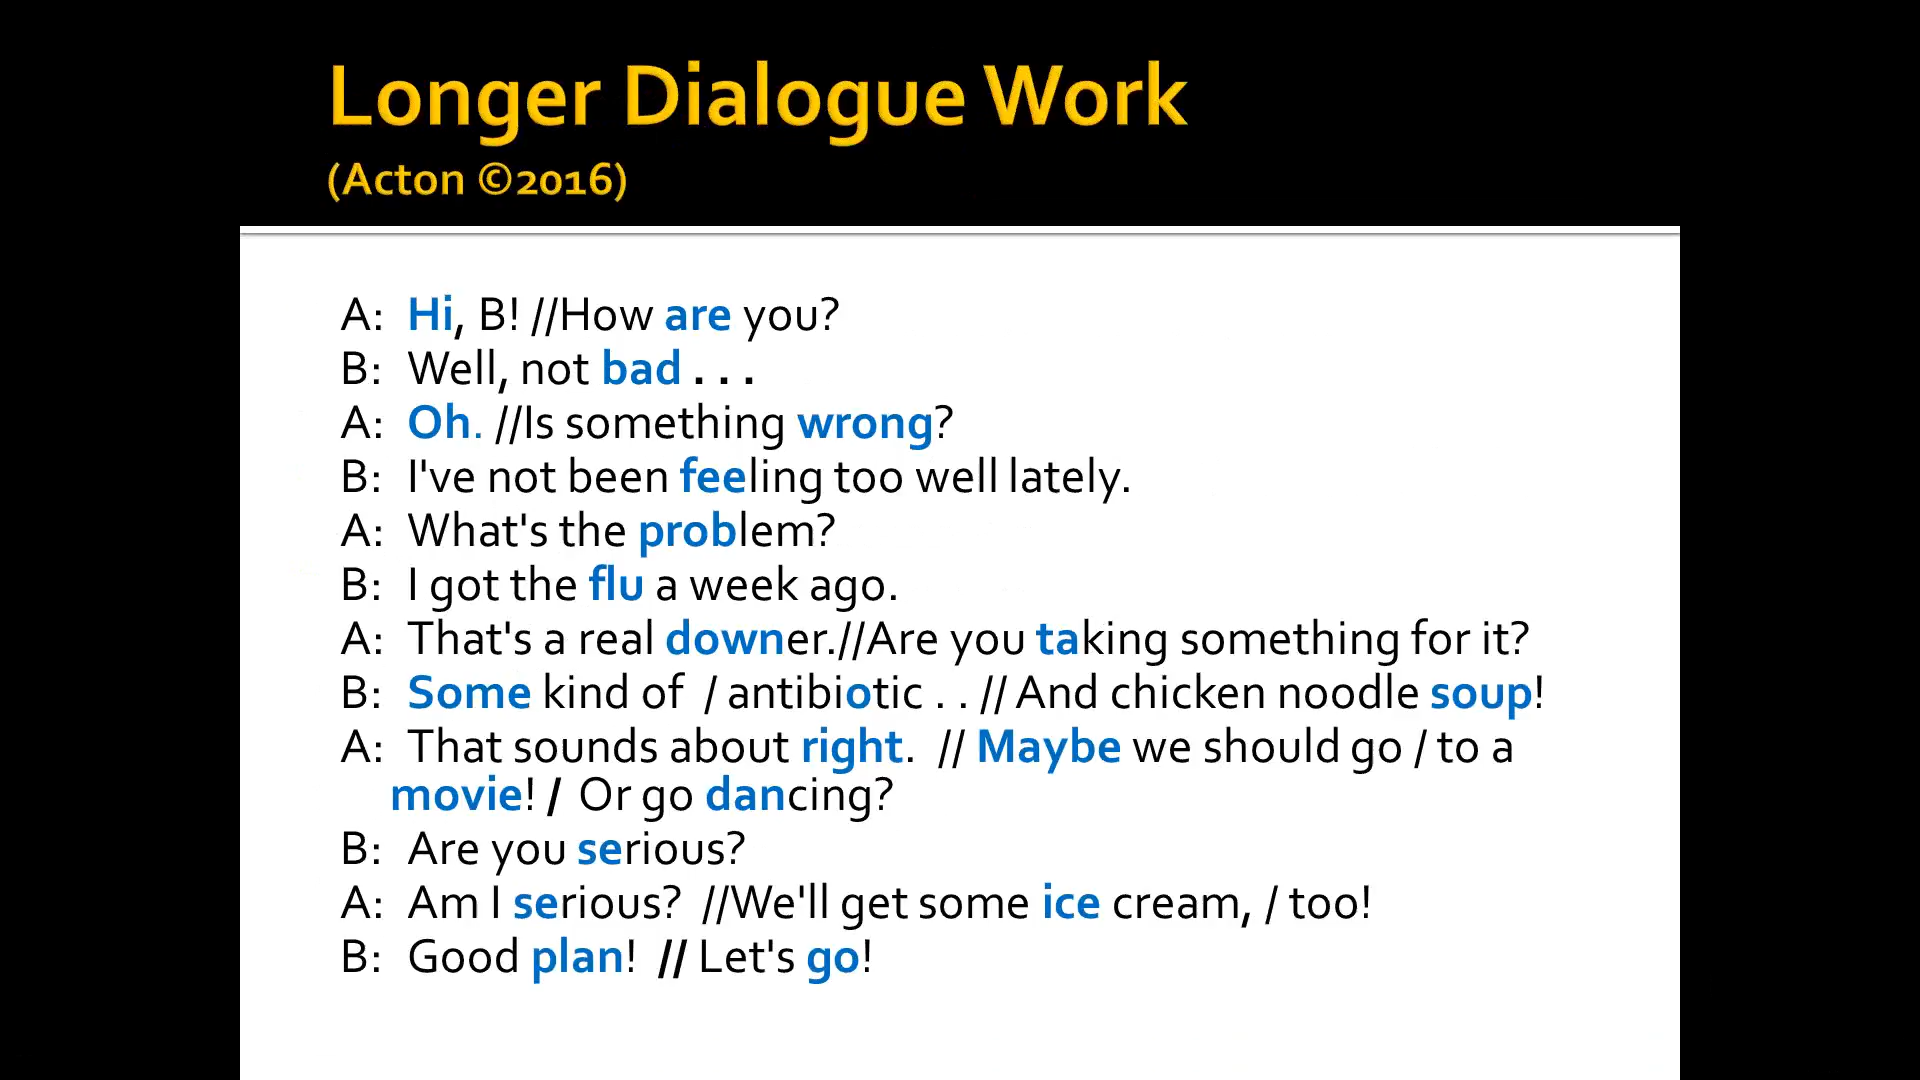 Longer Dialogue Work
(Acton ©2016)
A: Hi, B! //How are you?
B: Well, not bad . . .
A: Oh. //Is something wrong?
B: I've not been feeling too well lately.
A: What's the problem?
B: I got the flu a week ago.
A: That's a real downer.//Are you taking something for it?
B: Some kind of / antibiotic . . // And chicken noodle soup!
A: That sounds about right. // Maybe we should go / to a
movie! / Or go dancing?
B: Are you serious?
A: Am I serious? //We'll get some ice cream, / too!
B: Good plan! // Let's go!